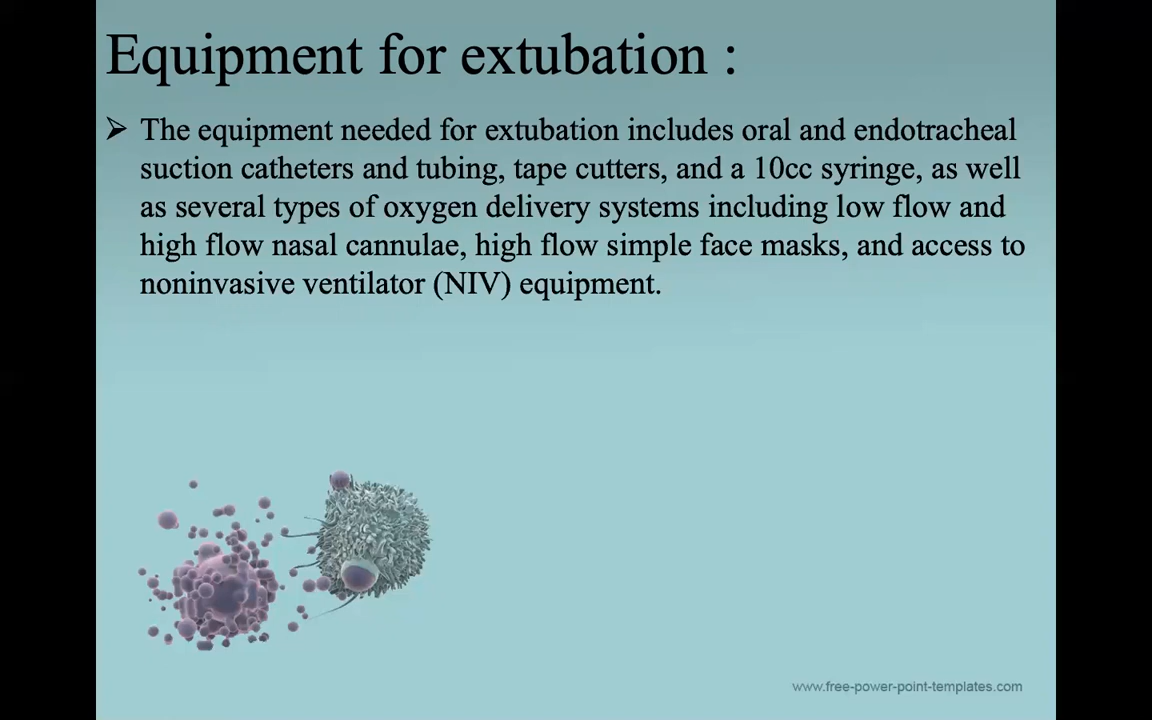 Equipment for extubation :
➢ The equipment needed for extubation includes oral and endotracheal
suction catheters and tubing, tape cutters, and a 10cc syringe, as well
as several types of oxygen delivery systems including low flow and
high flow nasal cannulae, high flow simple face masks, and access to
noninvasive ventilator (NIV) equipment.
www.free-power-point-templates.com